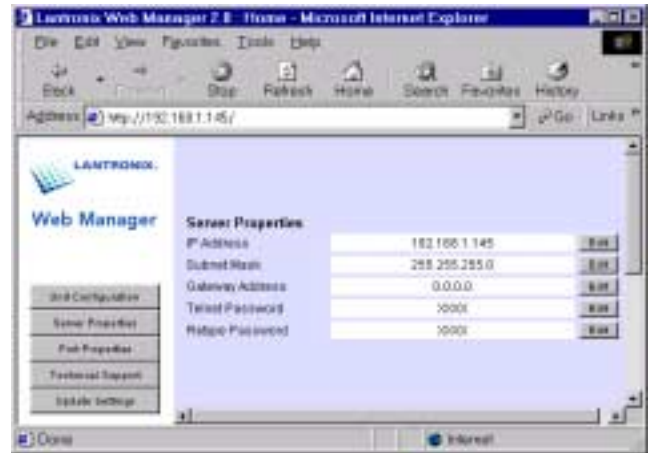 Lantronix Web Manager 2.0: Home - Microsoft Internet Explorer
File Edit View Favorites Tools Help
Back Stop Refresh Home Search Favorites History
Address http://192.168.1.145/ Go Links
LANTRONIX
Web Manager
Server Properties
IP Address 192.168.1.145 Edit
Subnet Mask 255.255.255.0 Edit
Gateway Address 0.0.0.0 Edit
Telnet Password XXXX Edit
Password XXXX Edit
Unit Configuration
Server Properties
Port Properties
Technical Support
Update Settings
Done
Internet